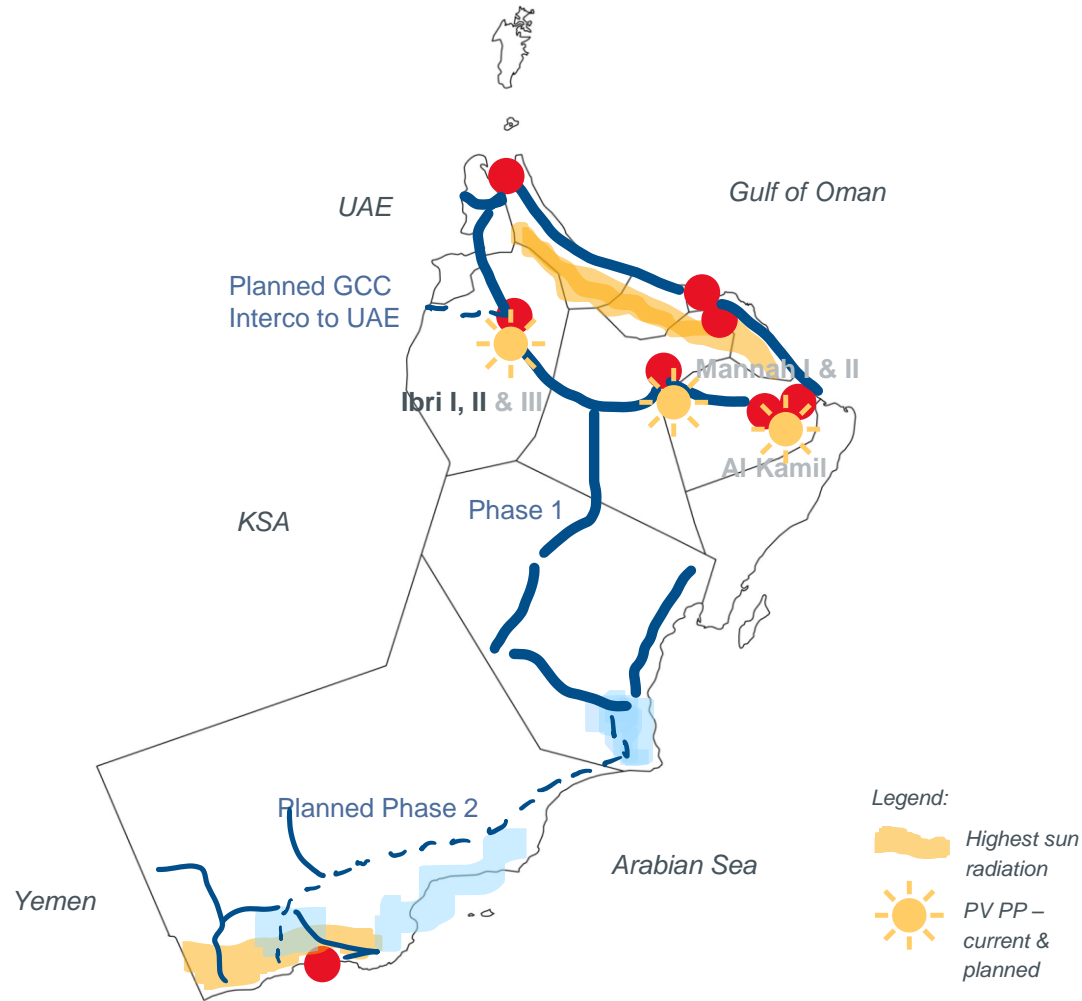 UAE
Gulf of Oman
Planned GCC
Interco to UAE
Mannah I & II
Ibri I, II & III
Al Kamil
KSA
Phase 1
Planned Phase 2
Legend:
Highest sun
radiation
Arabian Sea
Yemen
PV PP –
current &
planned